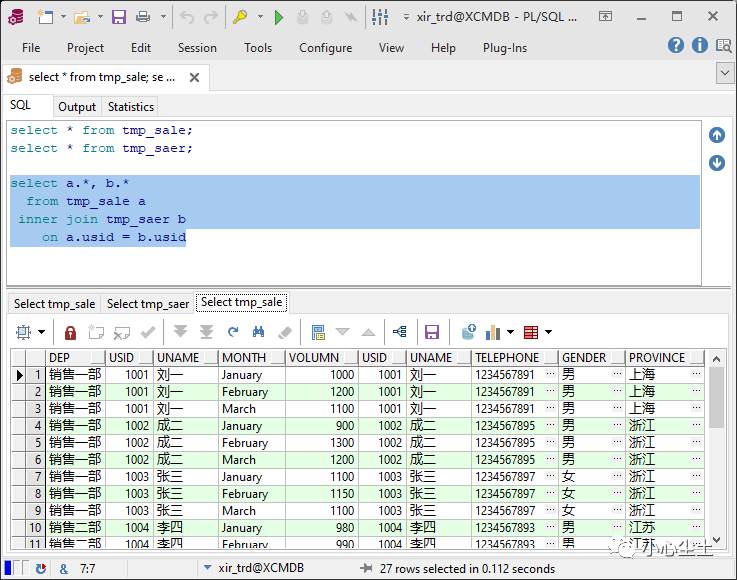 xir_trd@XCMDB - PL/SQL ...
File Project Edit Session Tools Configure View Help Plug-Ins
select * from tmp_sale; se ...
SQL Output Statistics
select * from tmp_sale;
select * from tmp_saer;
select a.*, b.*
from tmp_sale a
inner join tmp_saer b
on a.usid = b.usid
Select tmp_sale Select tmp_saer Select tmp_sale
DEP USID UNAME MONTH VOLUMN USID UNAME TELEPHONE GENDER PROVINCE
1 销售一部 1001 刘一 January 1000 1001 刘一 1234567891 ... 男 ... 上海 ...
2 销售一部 1001 刘一 February 1200 1001 刘一 1234567891 ... 男 ... 上海 ...
3 销售一部 1001 刘一 March 1100 1001 刘一 1234567891 ... 男 ... 上海 ...
4 销售一部 1002 成二 January 900 1002 成二 1234567895 ... 男 ... 浙江 ...
5 销售一部 1002 成二 February 1300 1002 成二 1234567895 ... 男 ... 浙江 ...
6 销售一部 1002 成二 March 1200 1002 成二 1234567895 ... 男 ... 浙江 ...
7 销售一部 1003 张三 January 1100 1003 张三 1234567897 ... 女 ... 浙江 ...
8 销售一部 1003 张三 February 1150 1003 张三 1234567897 ... 女 ... 浙江 ...
9 销售一部 1003 张三 March 1100 1003 张三 1234567897 ... 女 ... 浙江 ...
10 销售二部 1004 李四 January 980 1004 李四 1234567893 ... 男 ... 江苏 ...
11 销售二部 1004 李四 February 990 1004 李四 1234567893 ... 男 ... 江苏
小心尘土
& 7:7 xir_trd@XCMDB 27 rows selected in 0.112 seconds